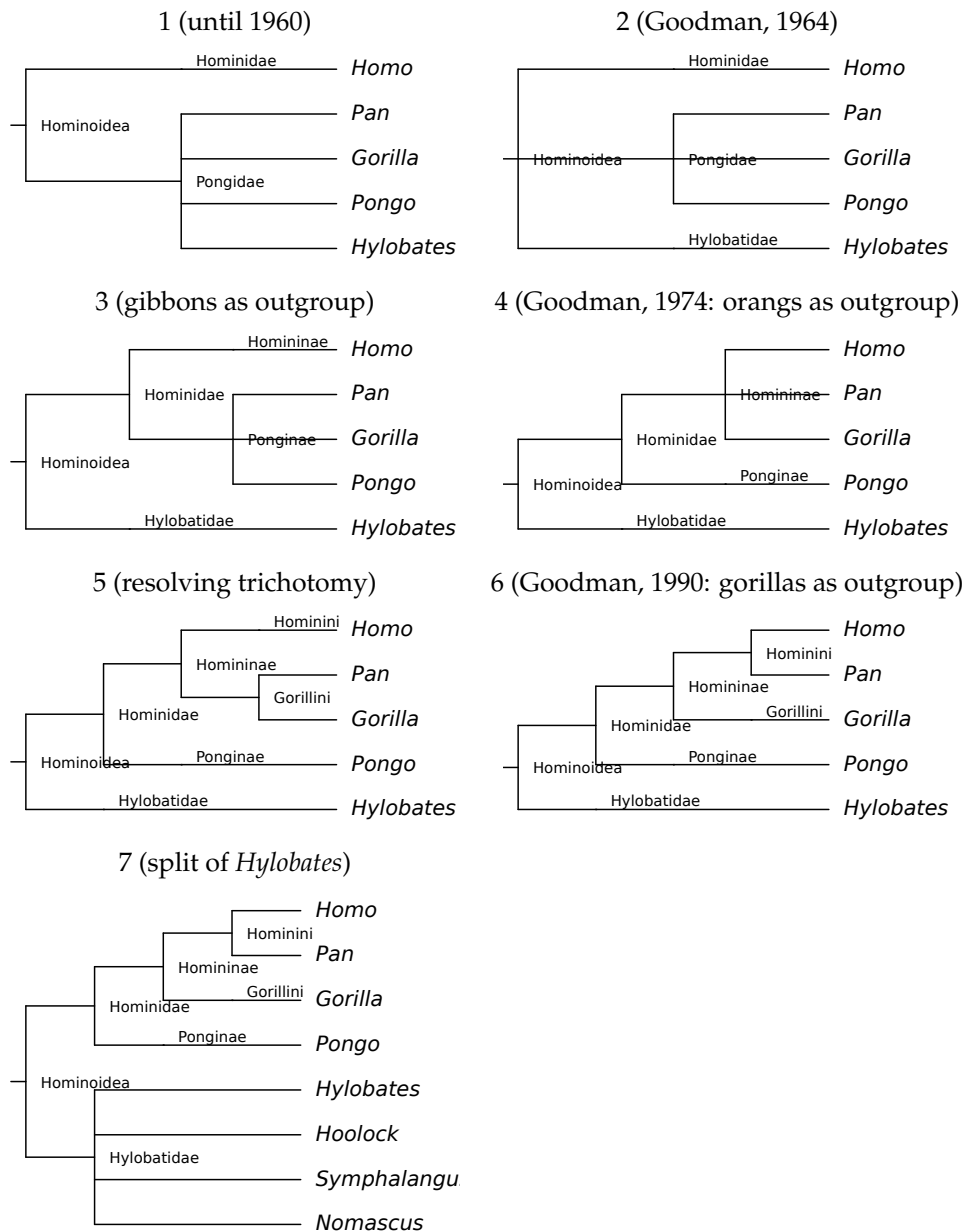 1 (until 1960)
Hominidae
Homo
Pan
Hominoidea
Gorilla
Pongidae
Pongo
Hylobates
2 (Goodman, 1964)
Hominidae
Homo
Pan
Hominoidea
Pongidae
Gorilla
Pongo
Hylobatidae
Hylobates
3 (gibbons as outgroup)
Homininae
Homo
Hominidae
Pan
Ponginae
Gorilla
Hominoidea
Pongo
Hylobatidae
Hylobates
4 (Goodman, 1974: orangs as outgroup)
Homo
Homininae
Pan
Hominidae
Gorilla
Ponginae
Hominoidea
Pongo
Hylobatidae
Hylobates
5 (resolving trichotomy)
Hominini
Homo
Homininae
Pan
Gorillini
Hominidae
Gorilla
Ponginae
Hominoidea
Pongo
Hylobatidae
Hylobates
6 (Goodman, 1990: gorillas as outgroup)
Homo
Hominini
Pan
Homininae
Gorillini
Hominidae
Gorilla
Ponginae
Hominoidea
Pongo
Hylobatidae
Hylobates
7 (split of Hylobates)
Homo
Hominini
Pan
Homininae
Gorillini
Hominidae
Gorilla
Ponginae
Pongo
Hominoidea
Hylobates
Hoolock
Hylobatidae
Symphalangu
Nomascus